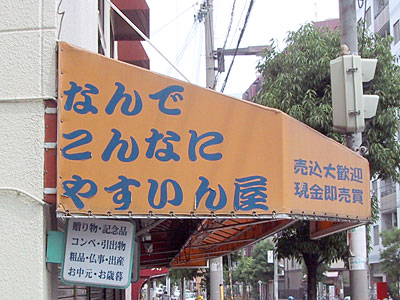 なんで
こんなに
やすいん屋
売込大歓迎
現金即売買
贈り物・記念品
コンペ・引出物
粗品・仏事・出産
お中元・お歳暮